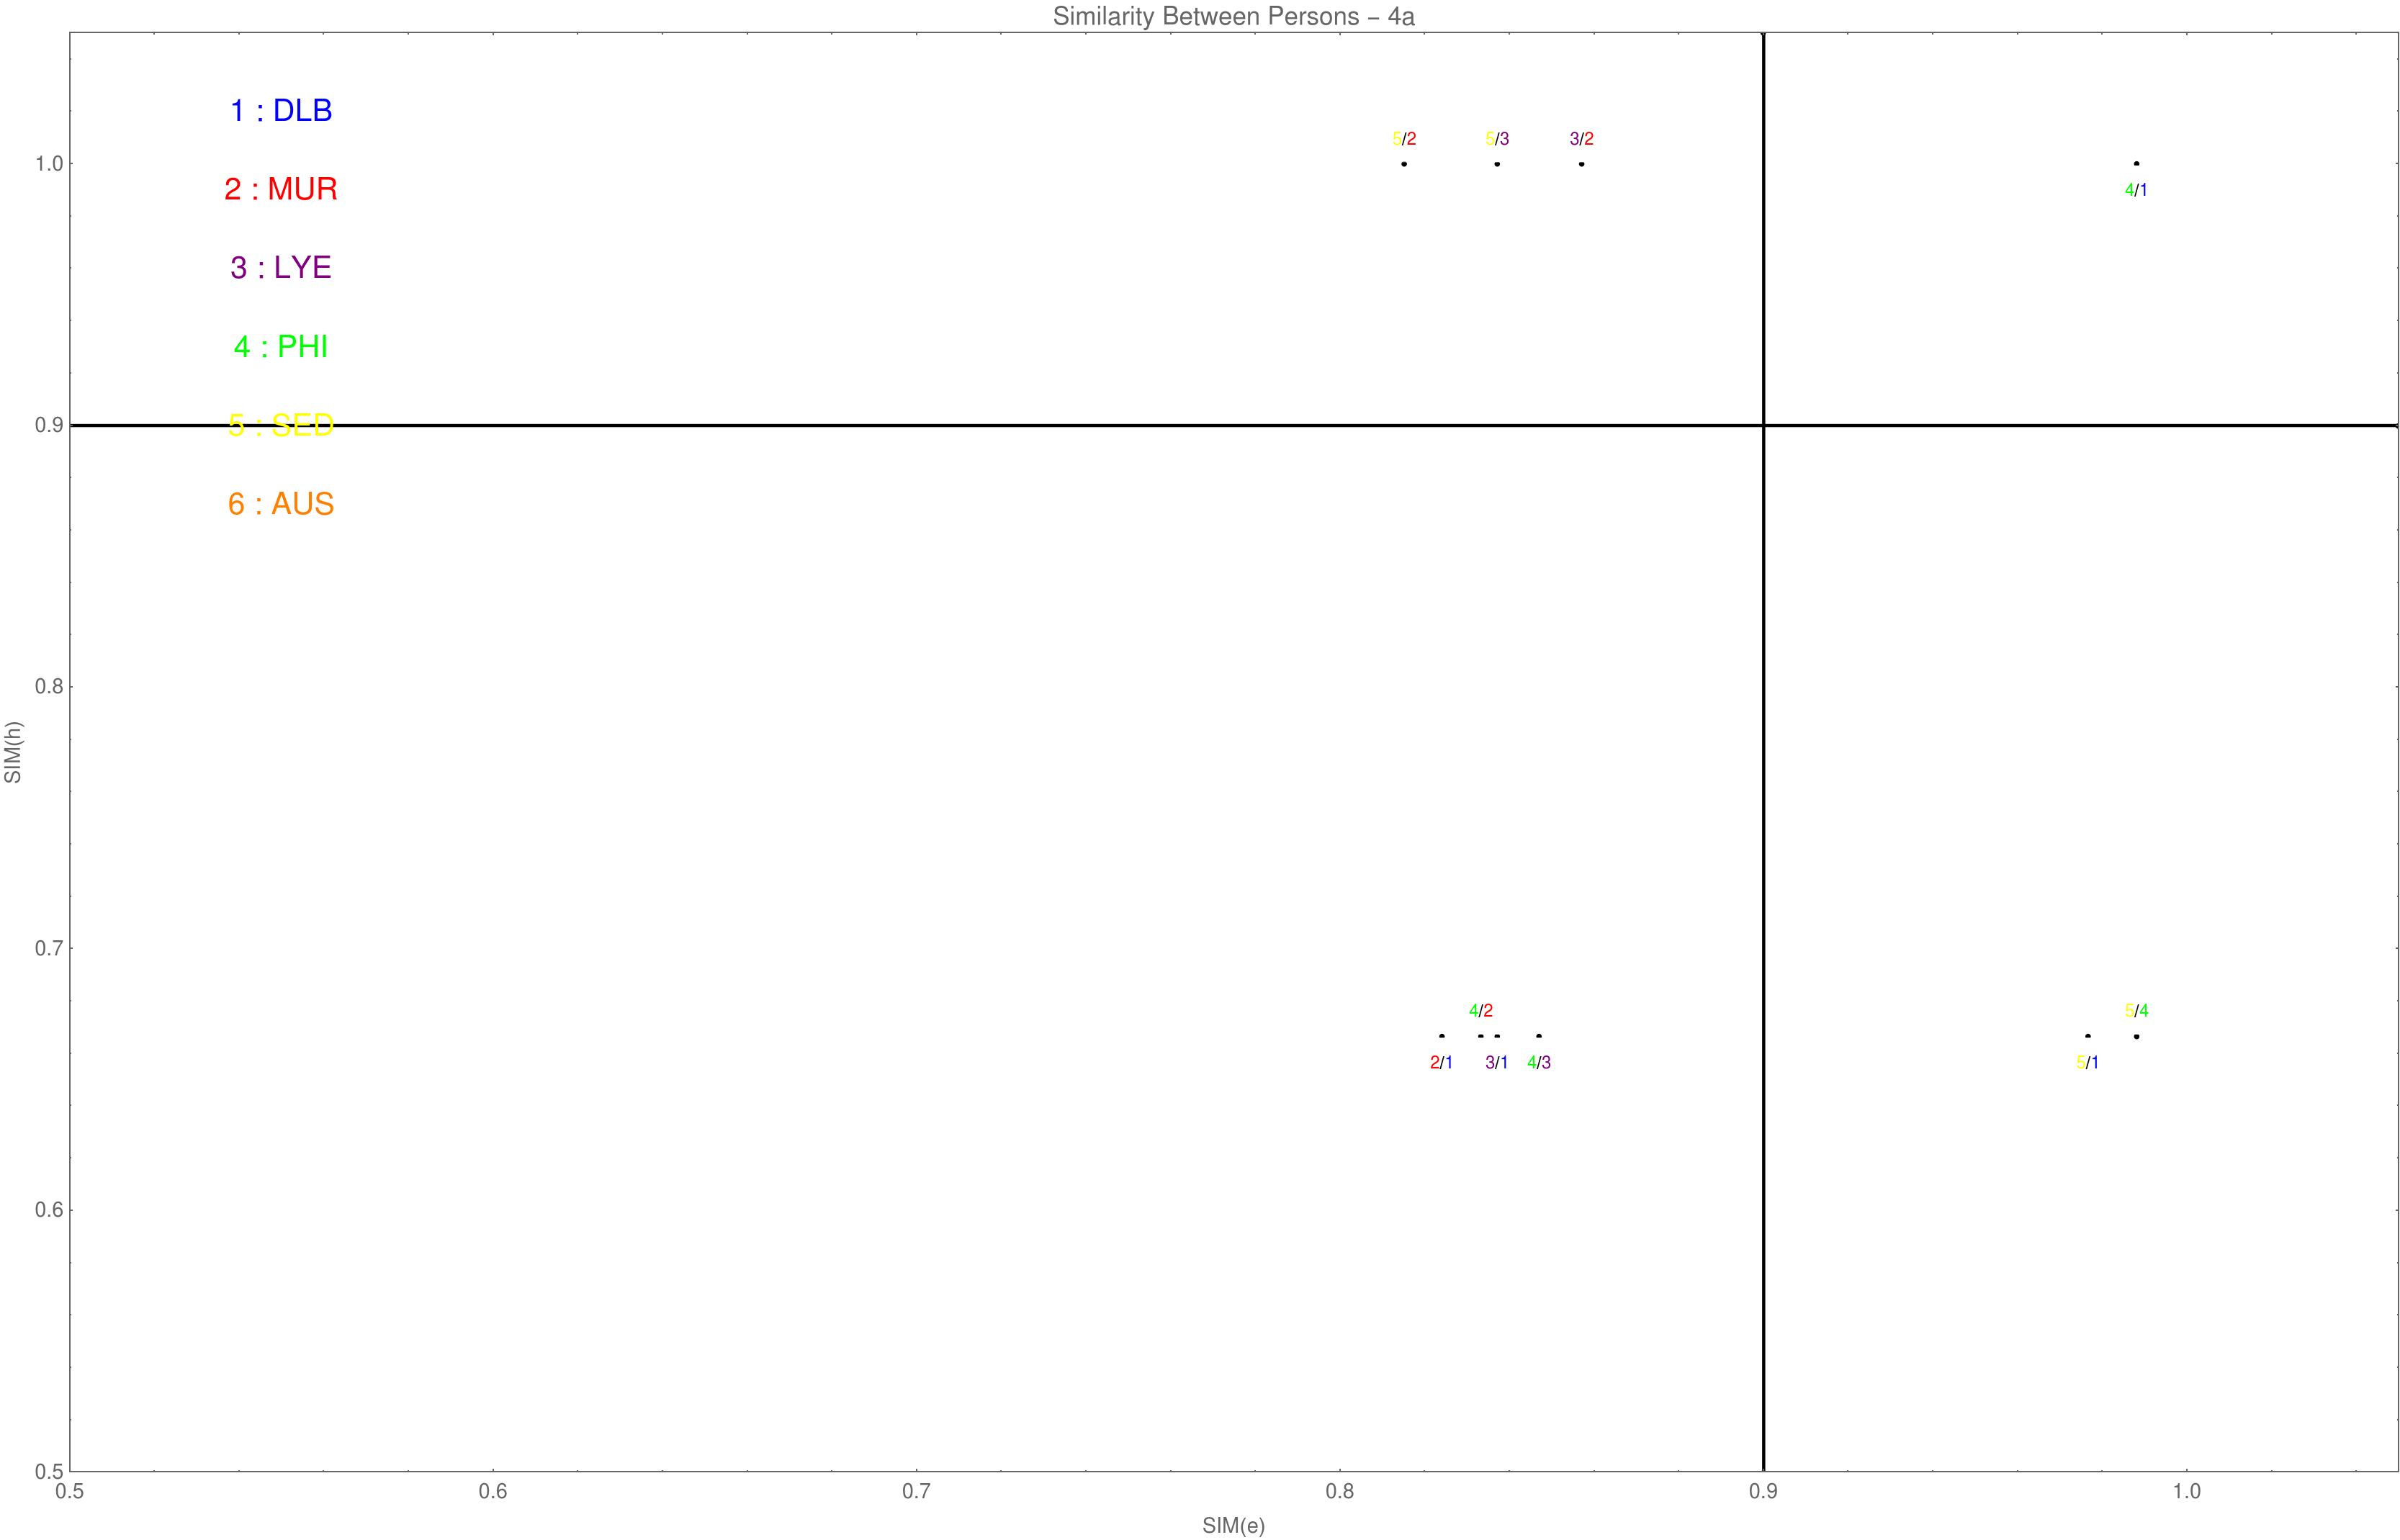 Similarity Between Persons – 4a
1 : DLB
5/2 5/3 3/2
1.0
4/1
2 : MUR
3 : LYE
4 : PHI
0.9
5 : SED
6 : AUS
0.8
SIM(h)
0.7
4/2 5/4
2/1 3/1 4/3 5/1
0.6
0.5
0.5 0.6 0.7 0.8 0.9 1.0
SIM(e)